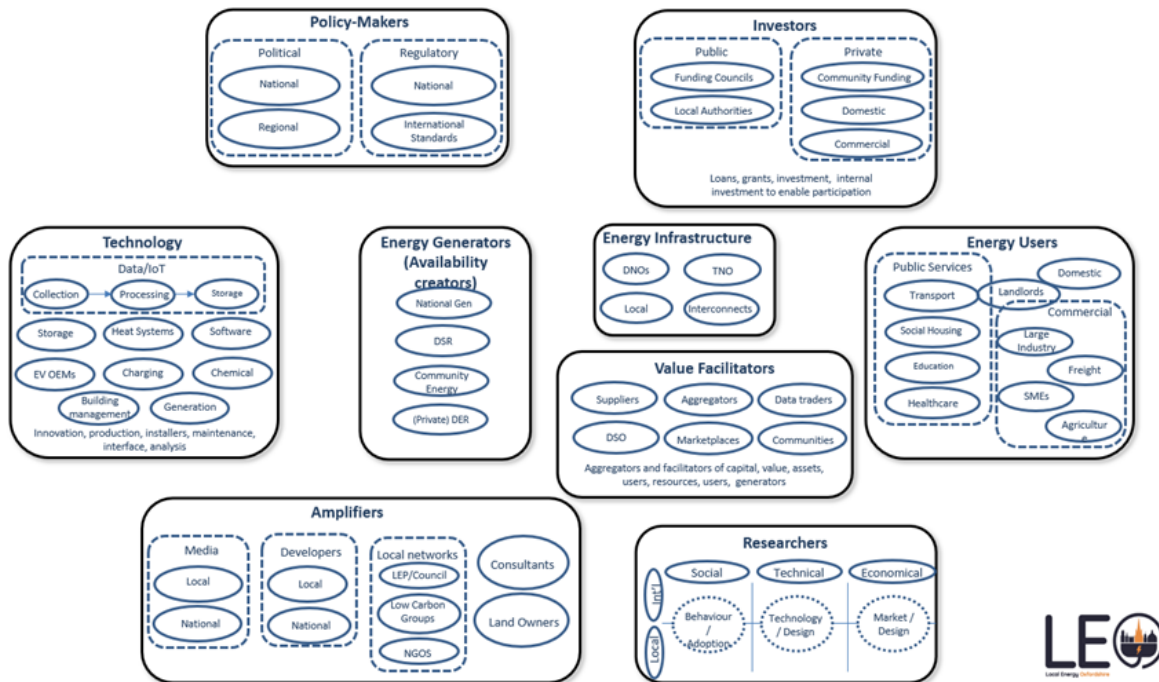 Policy-Makers
Political
National
Regional
Regulatory
National
International
Standards
Investors
Public
Funding Councils
Local Authorities
Private
Community Funding
Domestic
Commercial
Loans, grants, investment, internal
investment to enable participation
Technology
Data/IoT
Collection
Processing
Storage
Storage
Heat Systems
Software
EV OEMs
Charging
Chemical
Building
management
Generation
Innovation, production, installers, maintenance,
interface, analysis
Energy Generators
(Availability
creators)
National Gen
DSR
Community
Energy
(Private) DER
Energy Infrastructure
DNOs
TNO
Local
Interconnects
Value Facilitators
Suppliers
Aggregators
Data traders
DSO
Marketplaces
Communities
Aggregators and facilitators of capital, value, assets,
users, resources, users, generators
Energy Users
Public Services
Transport
Social Housing
Education
Healthcare
Landlords
Domestic
Commercial
Large
Industry
Freight
SMEs
Agricultur
e
Amplifiers
Media
Local
National
Developers
Local
National
Local networks
LEP/Council
Low Carbon
Groups
NGOS
Consultants
Land Owners
Researchers
Social
Technical
Economical
Int'l
Local
Behaviour
/
Adoption
Technology
/ Design
Market /
Design
LEO
Local Energy Oxfordshire